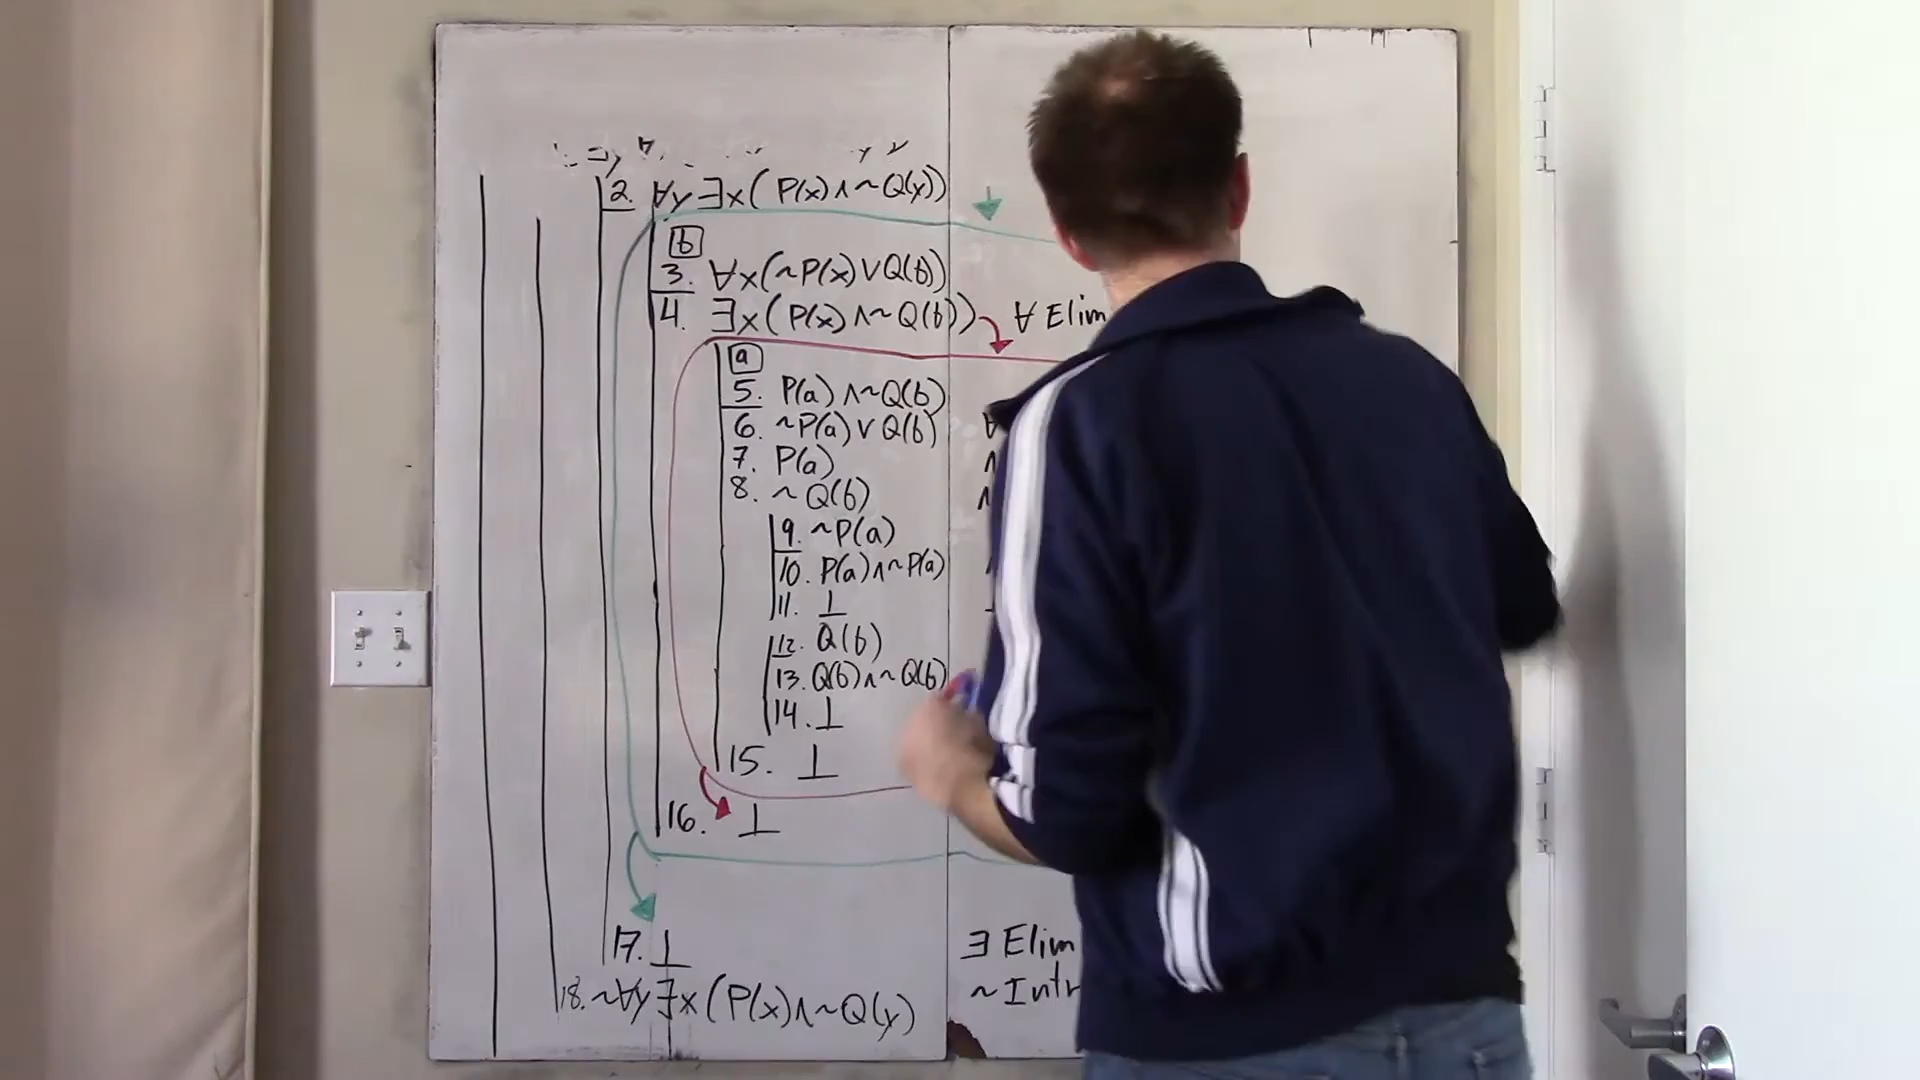 2. ∀y ∃x ( P(x) ∧ ~ Q(y))
b
3. ∀x (~P(x) ∨ Q(b))
4. ∃x ( P(x) ∧ ~ Q(b)) ∀ Elim
a
5. P(a) ∧ ~Q(b)
6. ~P(a) ∨ Q(b)
7. P(a)
8. ~ Q(b)
9. ~P(a)
10. P(a) ∧ ~P(a)
11. ⊥
12. Q(b)
13. Q(b) ∧ ~ Q(b)
14. ⊥
15. ⊥
16. ⊥
17. ⊥ ∃ Elim
18. ~∀y ∃x (P(x) ∧ ~ Q(y) ~ Intr